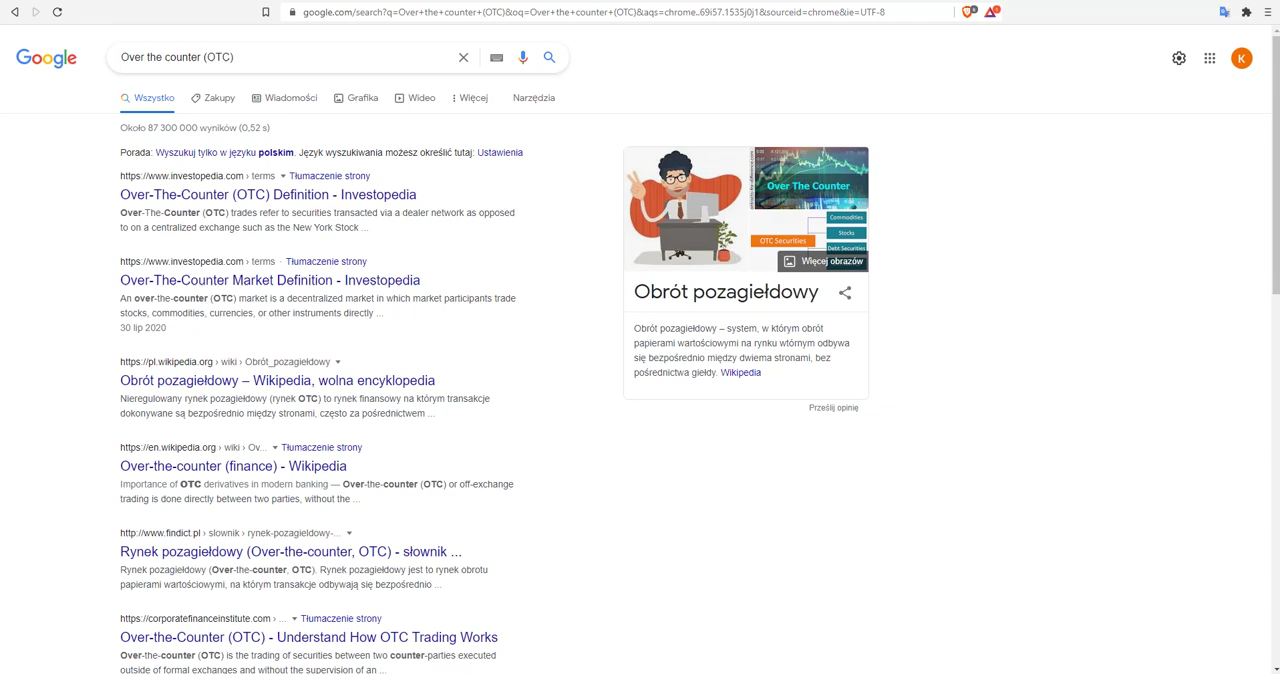 google.com/search?q=Over+the+counter+(OTC)&oq=Over+the+counter+(OTC)&aqs=chrome..69i57.1535j0j1&sourceid=chrome&ie=UTF-8
Google
Over the counter (OTC)
K
Wszystko Zakupy Wiadomości Grafika Wideo Więcej Narzędzia
Około 87 300 000 wyników (0,52 s)
Porada: Wyszukuj tylko w języku polskim. Język wyszukiwania możesz określić tutaj: Ustawienia
https://www.investopedia.com › terms Tłumaczenie strony
Over-The-Counter (OTC) Definition - Investopedia
Over-The-Counter (OTC) trades refer to securities transacted via a dealer network as opposed
to on a centralized exchange such as the New York Stock ...
https://www.investopedia.com › terms · Tłumaczenie strony
Over-The-Counter Market Definition - Investopedia
An over-the-counter (OTC) market is a decentralized market in which market participants trade
stocks, commodities, currencies, or other instruments directly ...
30 lip 2020
https://pl.wikipedia.org › wiki › Obrót_pozagiełdowy
Obrót pozagiełdowy – Wikipedia, wolna encyklopedia
Nieregulowany rynek pozagiełdowy (rynek OTC) to rynek finansowy na którym transakcje
dokonywane są bezpośrednio między stronami, często za pośrednictwem ...
https://en.wikipedia.org › wiki › Ov... Tłumaczenie strony
Over-the-counter (finance) - Wikipedia
Importance of OTC derivatives in modern banking — Over-the-counter (OTC) or off-exchange
trading is done directly between two parties, without the ...
http://www.findict.pl › słownik › rynek-pozagieldowy-...
Rynek pozagiełdowy (Over-the-counter, OTC) - słownik ...
Rynek pozagiełdowy (Over-the-counter, OTC). Rynek pozagiełdowy jest to rynek obrotu
papierami wartościowymi, na którym transakcje odbywają się bezpośrednio ...
https://corporatefinanceinstitute.com › ... Tłumaczenie strony
Over-the-Counter (OTC) - Understand How OTC Trading Works
Over-the-counter (OTC) is the trading of securities between two counter-parties executed
outside of formal exchanges and without the supervision of an ...
Over The Counter
Commodities
OTC Securities
Stocks
Debt Securities
Więcej obrazów
Obrót pozagiełdowy
Obrót pozagiełdowy – system, w którym obrót
papierami wartościowymi na rynku wtórnym odbywa
się bezpośrednio między dwiema stronami, bez
pośrednictwa giełdy. Wikipedia
Prześlij opinię